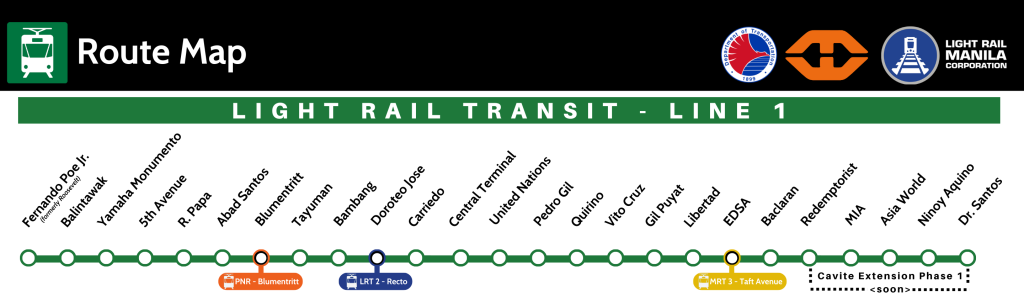 Route Map
Department of Transportation
1899
LIGHT RAIL
MANILA
CORPORATION
LIGHT RAIL TRANSIT - LINE 1
Fernando Poe Jr.
(formerly Roosevelt)
Balintawak
Yamaha Monumento
5th Avenue
R. Papa
Abad Santos
Blumentritt
Tayuman
Bambang
Doroteo Jose
Carriedo
Central Terminal
United Nations
Pedro Gil
Quirino
Vito Cruz
Gil Puyat
Libertad
EDSA
Baclaran
Redemptorist
MIA
Asia World
Ninoy Aquino
Dr. Santos
PNR - Blumentritt
LRT 2 - Recto
MRT 3 - Taft Avenue
Cavite Extension Phase 1
<soon>